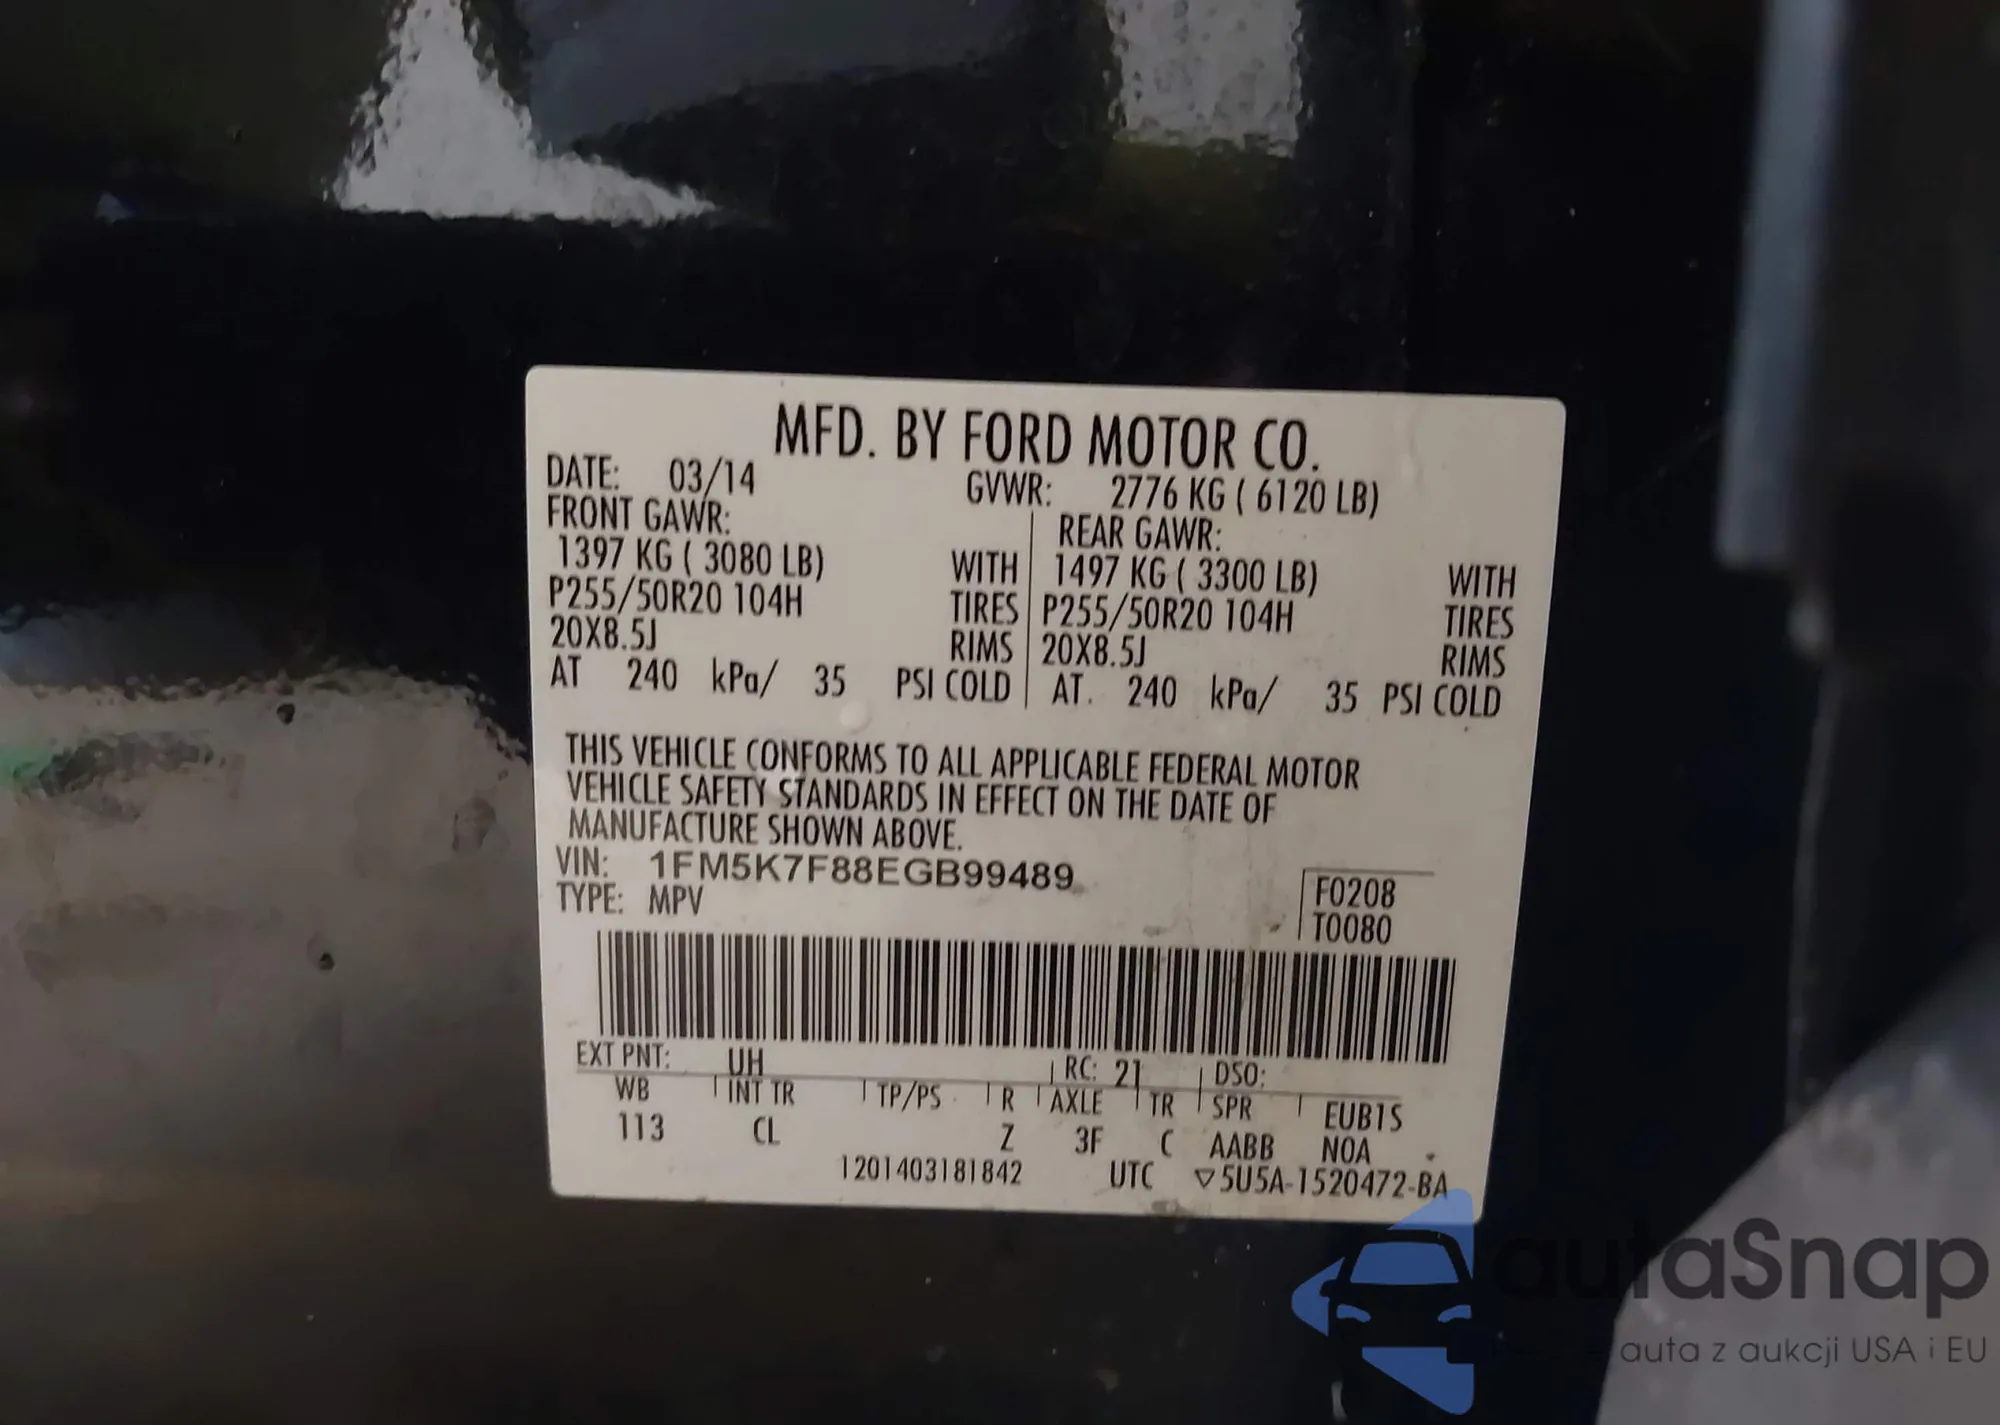 MFD. BY FORD MOTOR CO.
DATE: 03/14 GVWR: 2776 KG ( 6120 LB)
FRONT GAWR: REAR GAWR:
1397 KG ( 3080 LB) WITH 1497 KG ( 3300 LB) WITH
P255/50R20 104H TIRES P255/50R20 104H TIRES
20X8.5J RIMS 20X8.5J RIMS
AT 240 kPa/ 35 PSI COLD AT. 240 kPa/ 35 PSI COLD
THIS VEHICLE CONFORMS TO ALL APPLICABLE FEDERAL MOTOR
VEHICLE SAFETY STANDARDS IN EFFECT ON THE DATE OF
MANUFACTURE SHOWN ABOVE.
VIN: 1FM5K7F88EGB99489
TYPE: MPV
F0208
T0080
EXT PNT: UH RC: 21 DSO:
WB INT TR TP/PS R AXLE TR SPR EUB1S
113 CL Z 3F C AABB NOA
1201403181842 UTC ▽5U5A-1520472-BA
autaSnap
auta z aukcji USA i EU